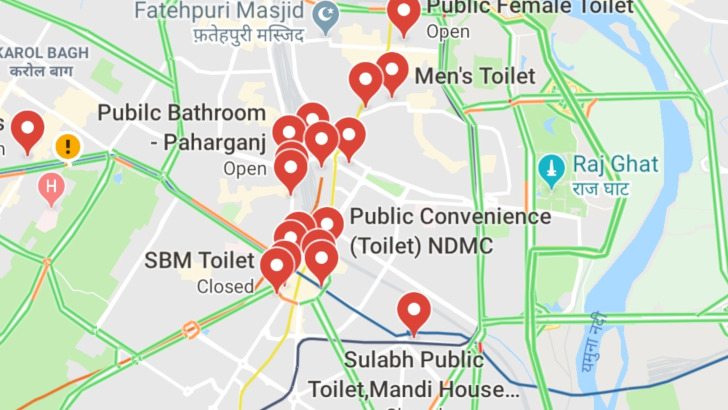 Fatehpuri Masjid
फ़तेहपुरी मस्जिद
Public Female Toilet
Open
KAROL BAGH
करोल बाग
Men's Toilet
Pubilc Bathroom
- Paharganj
Open
s
H
Raj Ghat
राज घाट
Public Convenience
(Toilet) NDMC
SBM Toilet
Closed
यमुना नदी
Sulabh Public
Toilet,Mandi House...